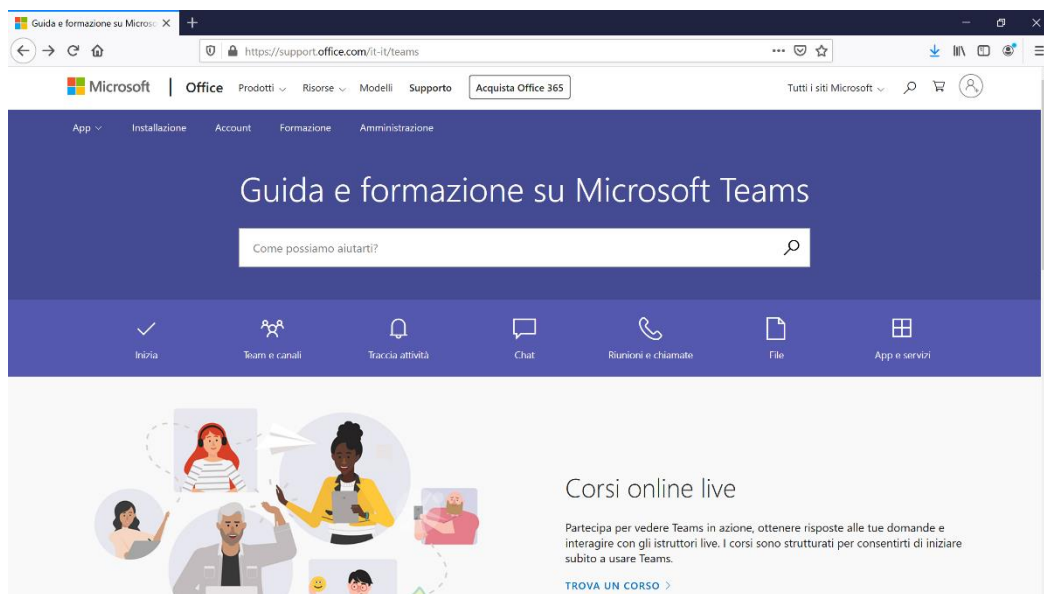 Guida e formazione su Microso
https://support.office.com/it-it/teams
Microsoft Office Prodotti Risorse Modelli Supporto Acquista Office 365 Tutti i siti Microsoft
App Installazione Account Formazione Amministrazione
Guida e formazione su Microsoft Teams
Come possiamo aiutarti?
Inizia Team e canali Traccia attività Chat Riunioni e chiamate File App e servizi
Corsi online live
Partecipa per vedere Teams in azione, ottenere risposte alle tue domande e
interagire con gli istruttori live. I corsi sono strutturati per consentirti di iniziare
subito a usare Teams.
TROVA UN CORSO >